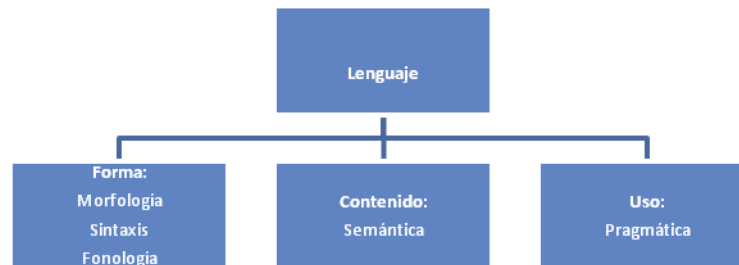 Lenguaje
Forma:
Morfología
Sintaxis
Fonología
Contenido:
Semántica
Uso:
Pragmática